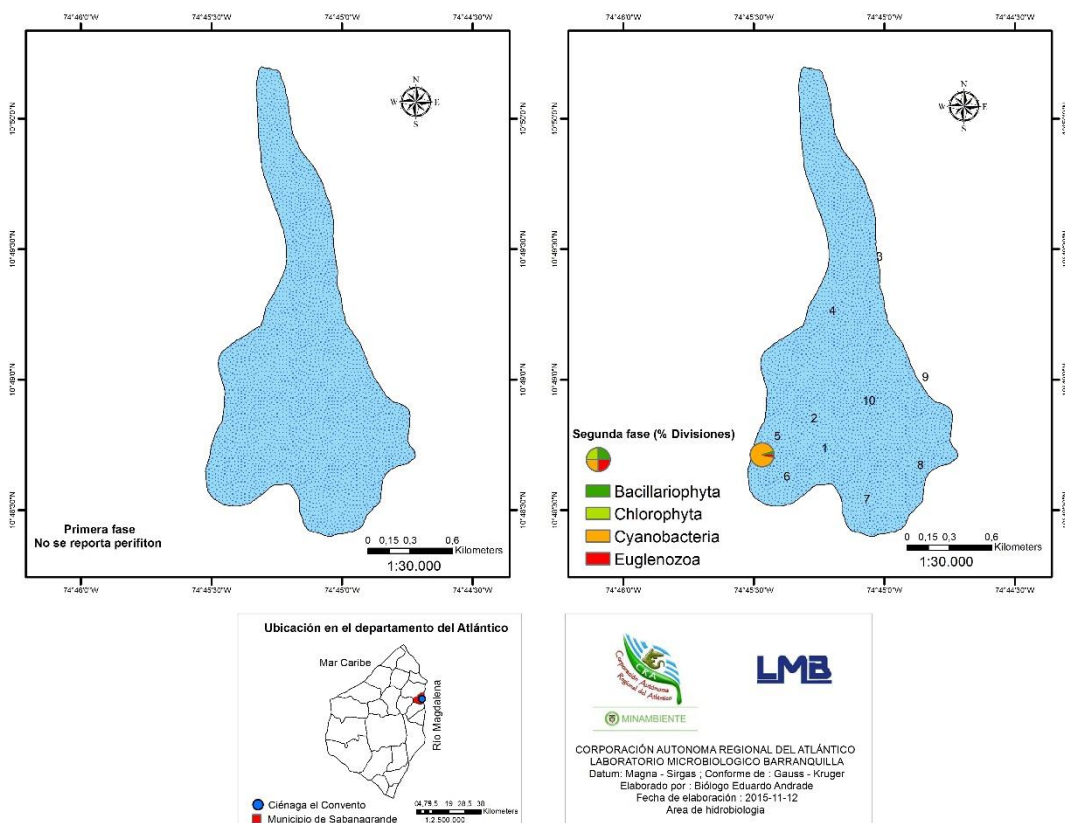 74°46'0"W 74°45'30"W 74°45'0"W 74°44'30"W
10°49'30"N
10°49'0"N
10°48'30"N
N
W E
S
Primera fase
No se reporta perifiton
0 0,15 0,3 0,6
Kilometers
1:30.000
74°46'0"W 74°45'30"W 74°45'0"W 74°44'30"W
74°46'0"W 74°45'30"W 74°45'0"W 74°44'30"W
N
W E
S
3
4
9
10
2
5
1
8
6
7
Segunda fase (% Divisiones)
Bacillariophyta
Chlorophyta
Cyanobacteria
Euglenozoa
0 0,15 0,3 0,6
Kilometers
1:30.000
74°46'0"W 74°45'30"W 74°45'0"W 74°44'30"W
Ubicación en el departamento del Atlántico
Mar Caribe
Río Magdalena
Ciénaga el Convento
Municipio de Sabanagrande
Kilometers
1:2.500.000
CRA
Corporación Autónoma
Regional del Atlántico
MINAMBIENTE
LMB
CORPORACIÓN AUTONOMA REGIONAL DEL ATLÁNTICO
LABORATORIO MICROBIOLOGICO BARRANQUILLA
Datum: Magna - Sirgas ; Conforme de : Gauss - Kruger
Elaborado por : Biólogo Eduardo Andrade
Fecha de elaboración : 2015-11-12
Area de hidrobiologia